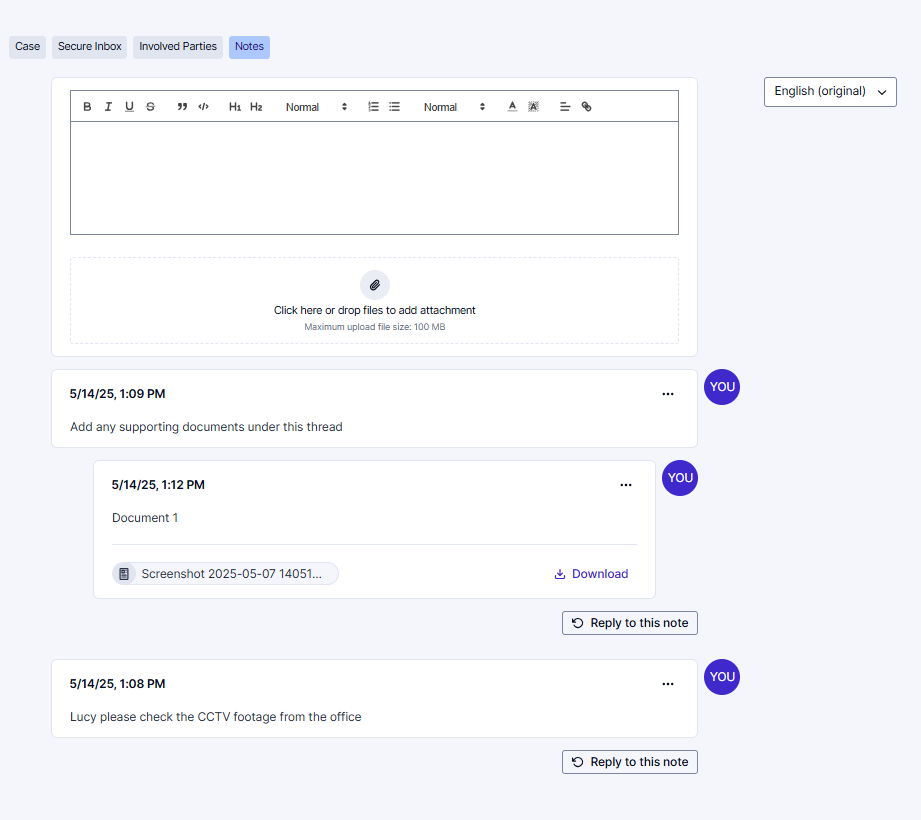 Case Secure Inbox Involved Parties Notes
English (original)
B I U S H1 H2 Normal Normal A A
Click here or drop files to add attachment
Maximum upload file size: 100 MB
5/14/25, 1:09 PM
YOU
Add any supporting documents under this thread
5/14/25, 1:12 PM
YOU
Document 1
Screenshot 2025-05-07 14051... Download
Reply to this note
5/14/25, 1:08 PM
YOU
Lucy please check the CCTV footage from the office
Reply to this note